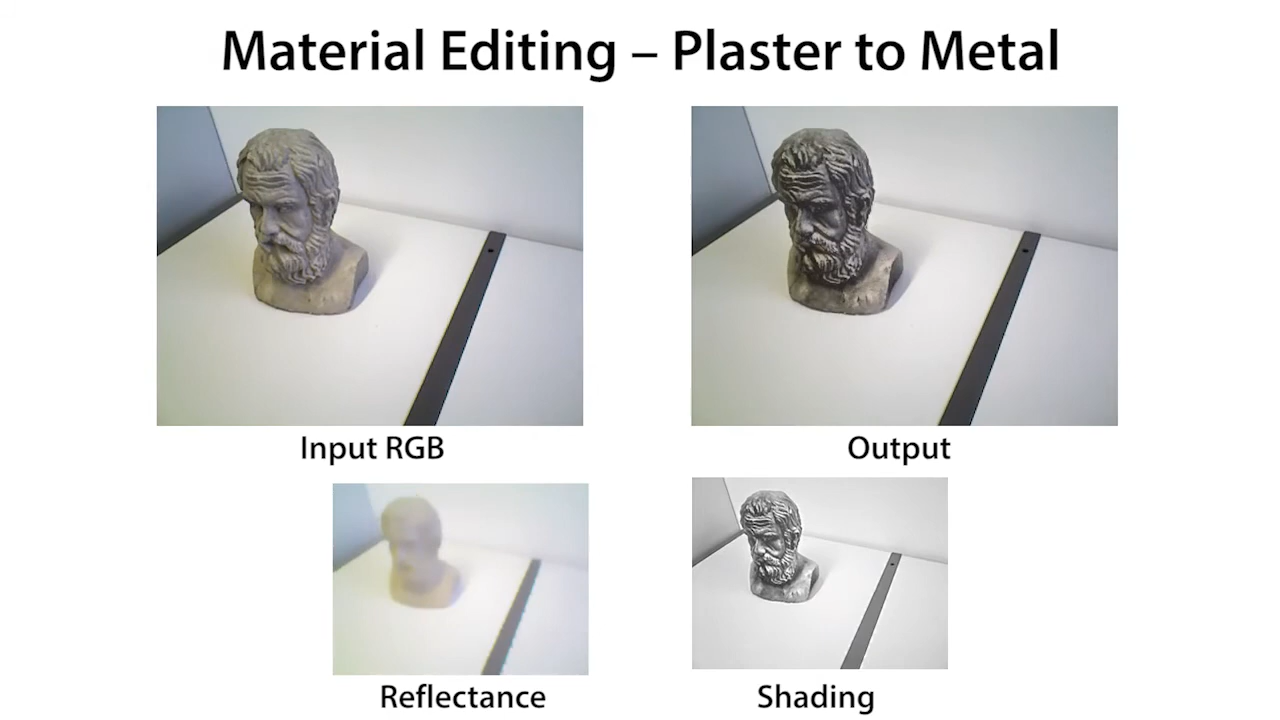 Material Editing – Plaster to Metal
Input RGB
Output
Reflectance
Shading